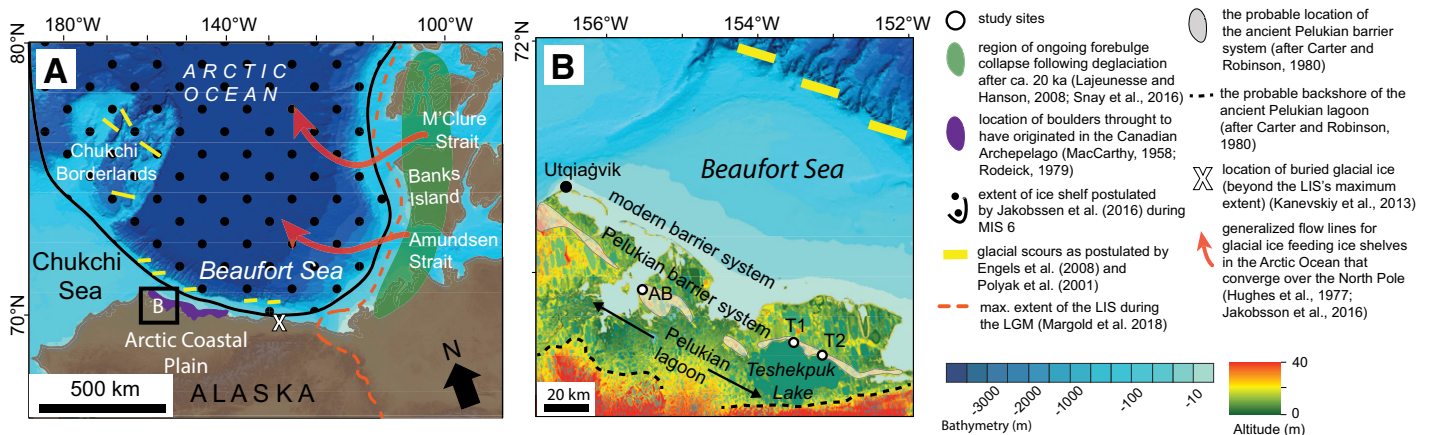 180°W
140°W
100°W
80°N
70°N
A
ARCTIC
OCEAN
M'Clure
Strait
Chukchi
Borderlands
Banks
Island
Amundsen
Strait
Chukchi
Sea
Beaufort Sea
B
X
Arctic Coastal
Plain
N
500 km
ALASKA
156°W
154°W
152°W
72°N
B
Beaufort Sea
Utqiaġvik
modern barrier system
Pelukian barrier system
AB
T1
T2
Pelukian
lagoon
Teshekpuk
Lake
20 km
study sites
region of ongoing forebulge
collapse following deglaciation
after ca. 20 ka (Lajeunesse and
Hanson, 2008; Snay et al., 2016)
location of boulders throught to
have originated in the Canadian
Archepelago (MacCarthy, 1958;
Rodeick, 1979)
extent of ice shelf postulated
by Jakobssen et al. (2016) during
MIS 6
glacial scours as postulated by
Engels et al. (2008) and
Polyak et al. (2001)
max. extent of the LIS during
the LGM (Margold et al. 2018)
the probable location of
the ancient Pelukian barrier
system (after Carter and
Robinson, 1980)
the probable backshore of the
ancient Pelukian lagoon
(after Carter and Robinson,
1980)
X
location of buried glacial ice
(beyond the LIS's maximum
extent) (Kanevskiy et al., 2013)
generalized flow lines for
glacial ice feeding ice shelves
in the Arctic Ocean that
converge over the North Pole
(Hughes et al., 1977;
Jakobsson et al., 2016)
-3000
-2000
-1000
-100
-10
Bathymetry (m)
40
0
Altitude (m)